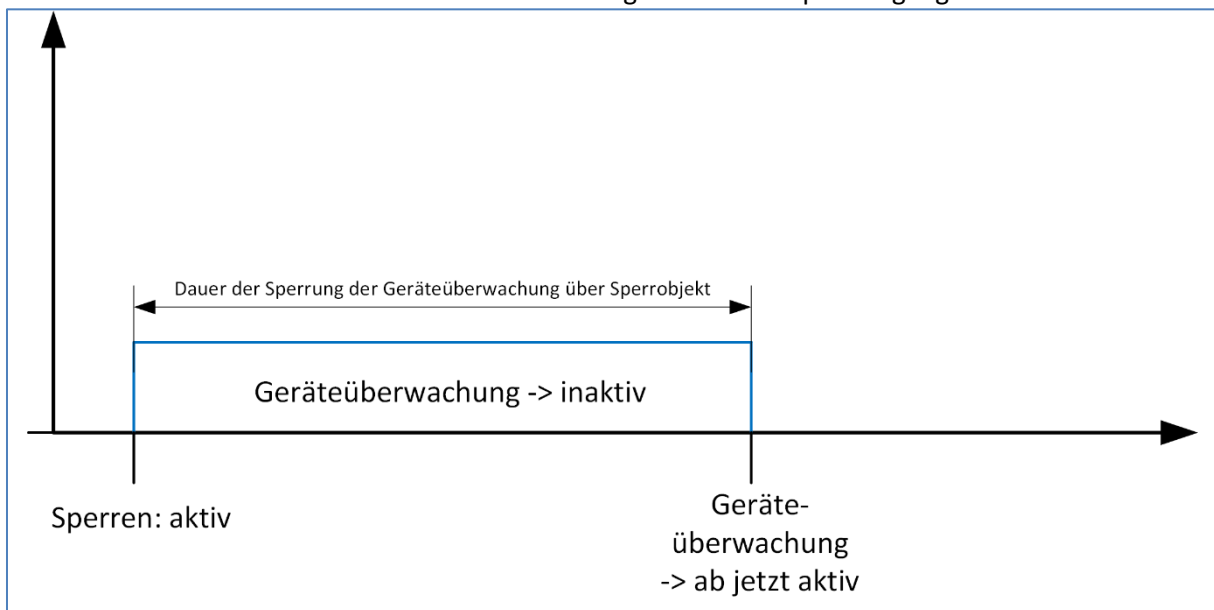 Dauer der Sperrung der Geräteüberwachung über Sperrobjekt
Geräteüberwachung -> inaktiv
Sperren: aktiv
Geräte-
überwachung
-> ab jetzt aktiv